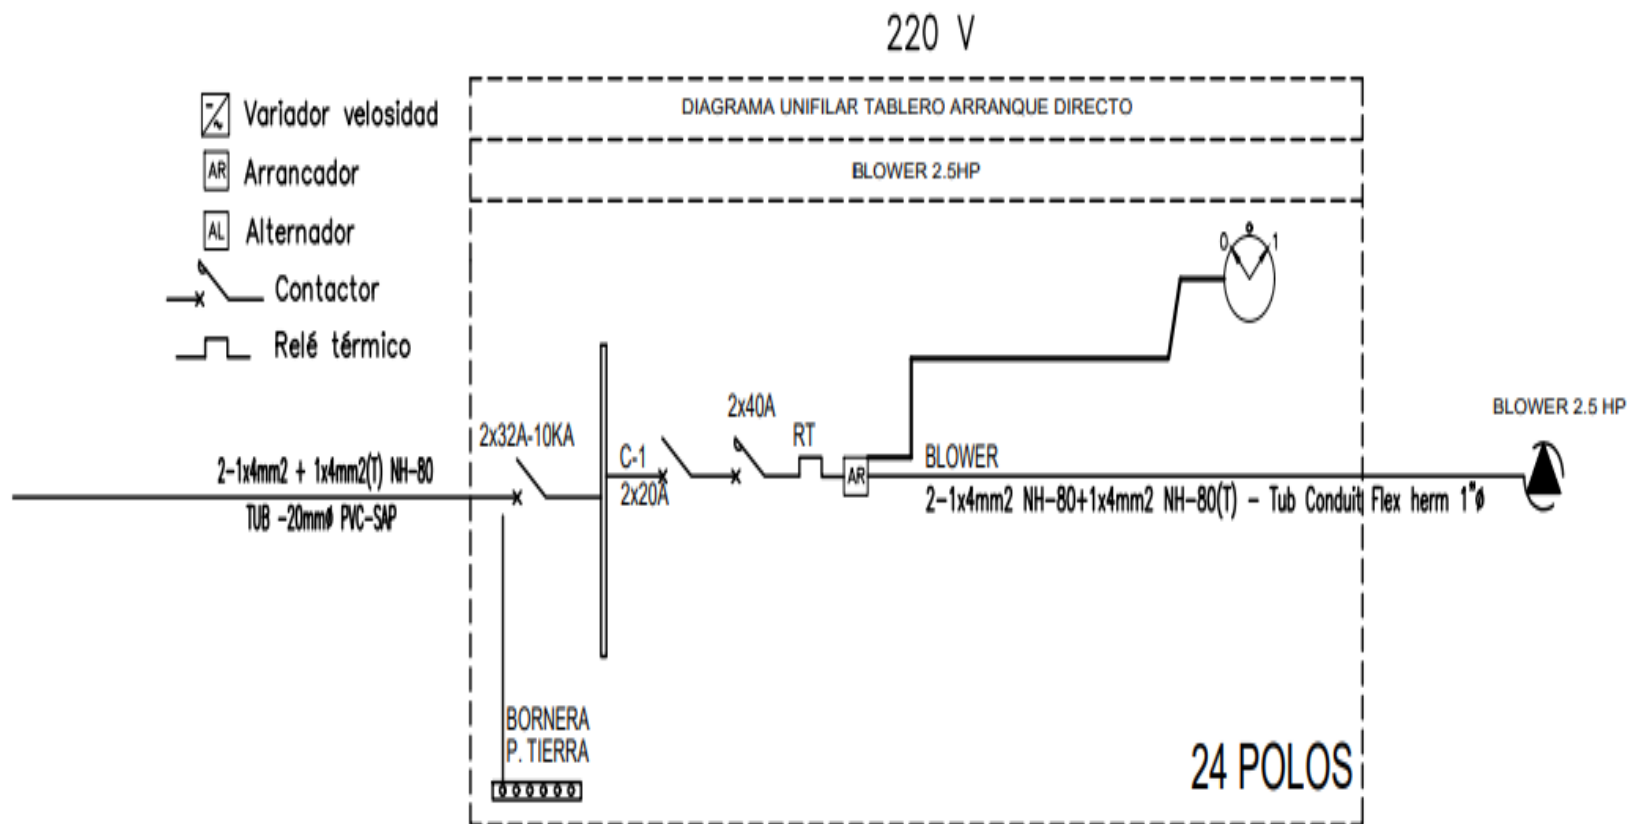 220 V
DIAGRAMA UNIFILAR TABLERO ARRANQUE DIRECTO
BLOWER 2.5HP
Variador velosidad
AR Arrancador
AL Alternador
Contactor
Relé térmico
0 1
2-1x4mm2 + 1x4mm2(T) NH-80
TUB -20mmø PVC-SAP
2x32A-10KA
C-1
2x20A
2x40A
RT
AR
BLOWER
2-1x4mm2 NH-80+1x4mm2 NH-80(T) - Tub Conduit Flex herm 1"ø
BLOWER 2.5 HP
BORNERA
P. TIERRA
24 POLOS